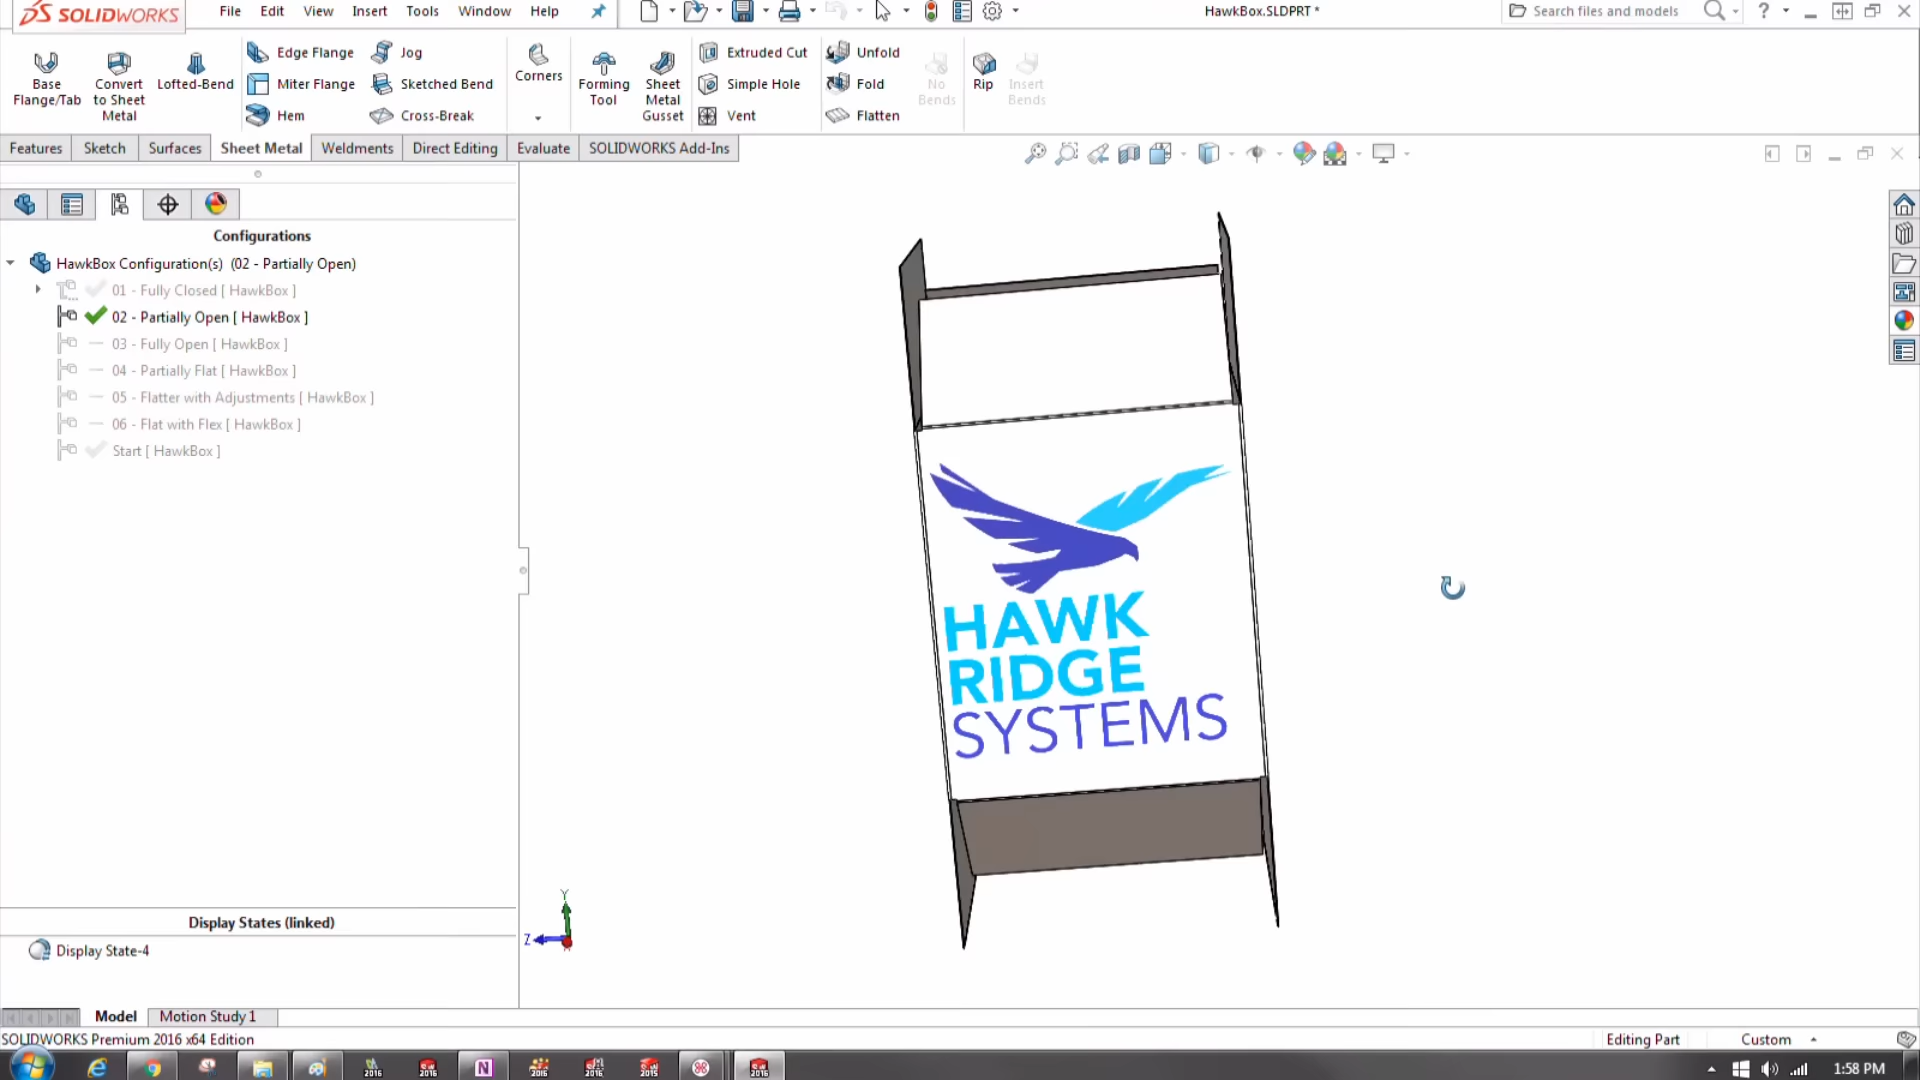 SOLIDWORKS
File Edit View Insert Tools Window Help
HawkBox.SLDPRT *
Search files and models
?
Base Flange/Tab
Convert to Sheet Metal
Lofted-Bend
Edge Flange
Miter Flange
Hem
Jog
Sketched Bend
Cross-Break
Corners
Forming Tool
Sheet Metal Gusset
Extruded Cut
Simple Hole
Vent
Unfold
Fold
Flatten
No Bends
Rip
Insert Bends
Features Sketch Surfaces Sheet Metal Weldments Direct Editing Evaluate SOLIDWORKS Add-Ins
Configurations
HawkBox Configuration(s) (02 - Partially Open)
01 - Fully Closed [ HawkBox ]
02 - Partially Open [ HawkBox ]
03 - Fully Open [ HawkBox ]
04 - Partially Flat [ HawkBox ]
05 - Flatter with Adjustments [ HawkBox ]
06 - Flat with Flex [ HawkBox ]
Start [ HawkBox ]
HAWK
RIDGE
SYSTEMS
Y
Z
Display States (linked)
Display State-4
Model Motion Study 1
SOLIDWORKS Premium 2016 x64 Edition
Editing Part Custom
1:58 PM